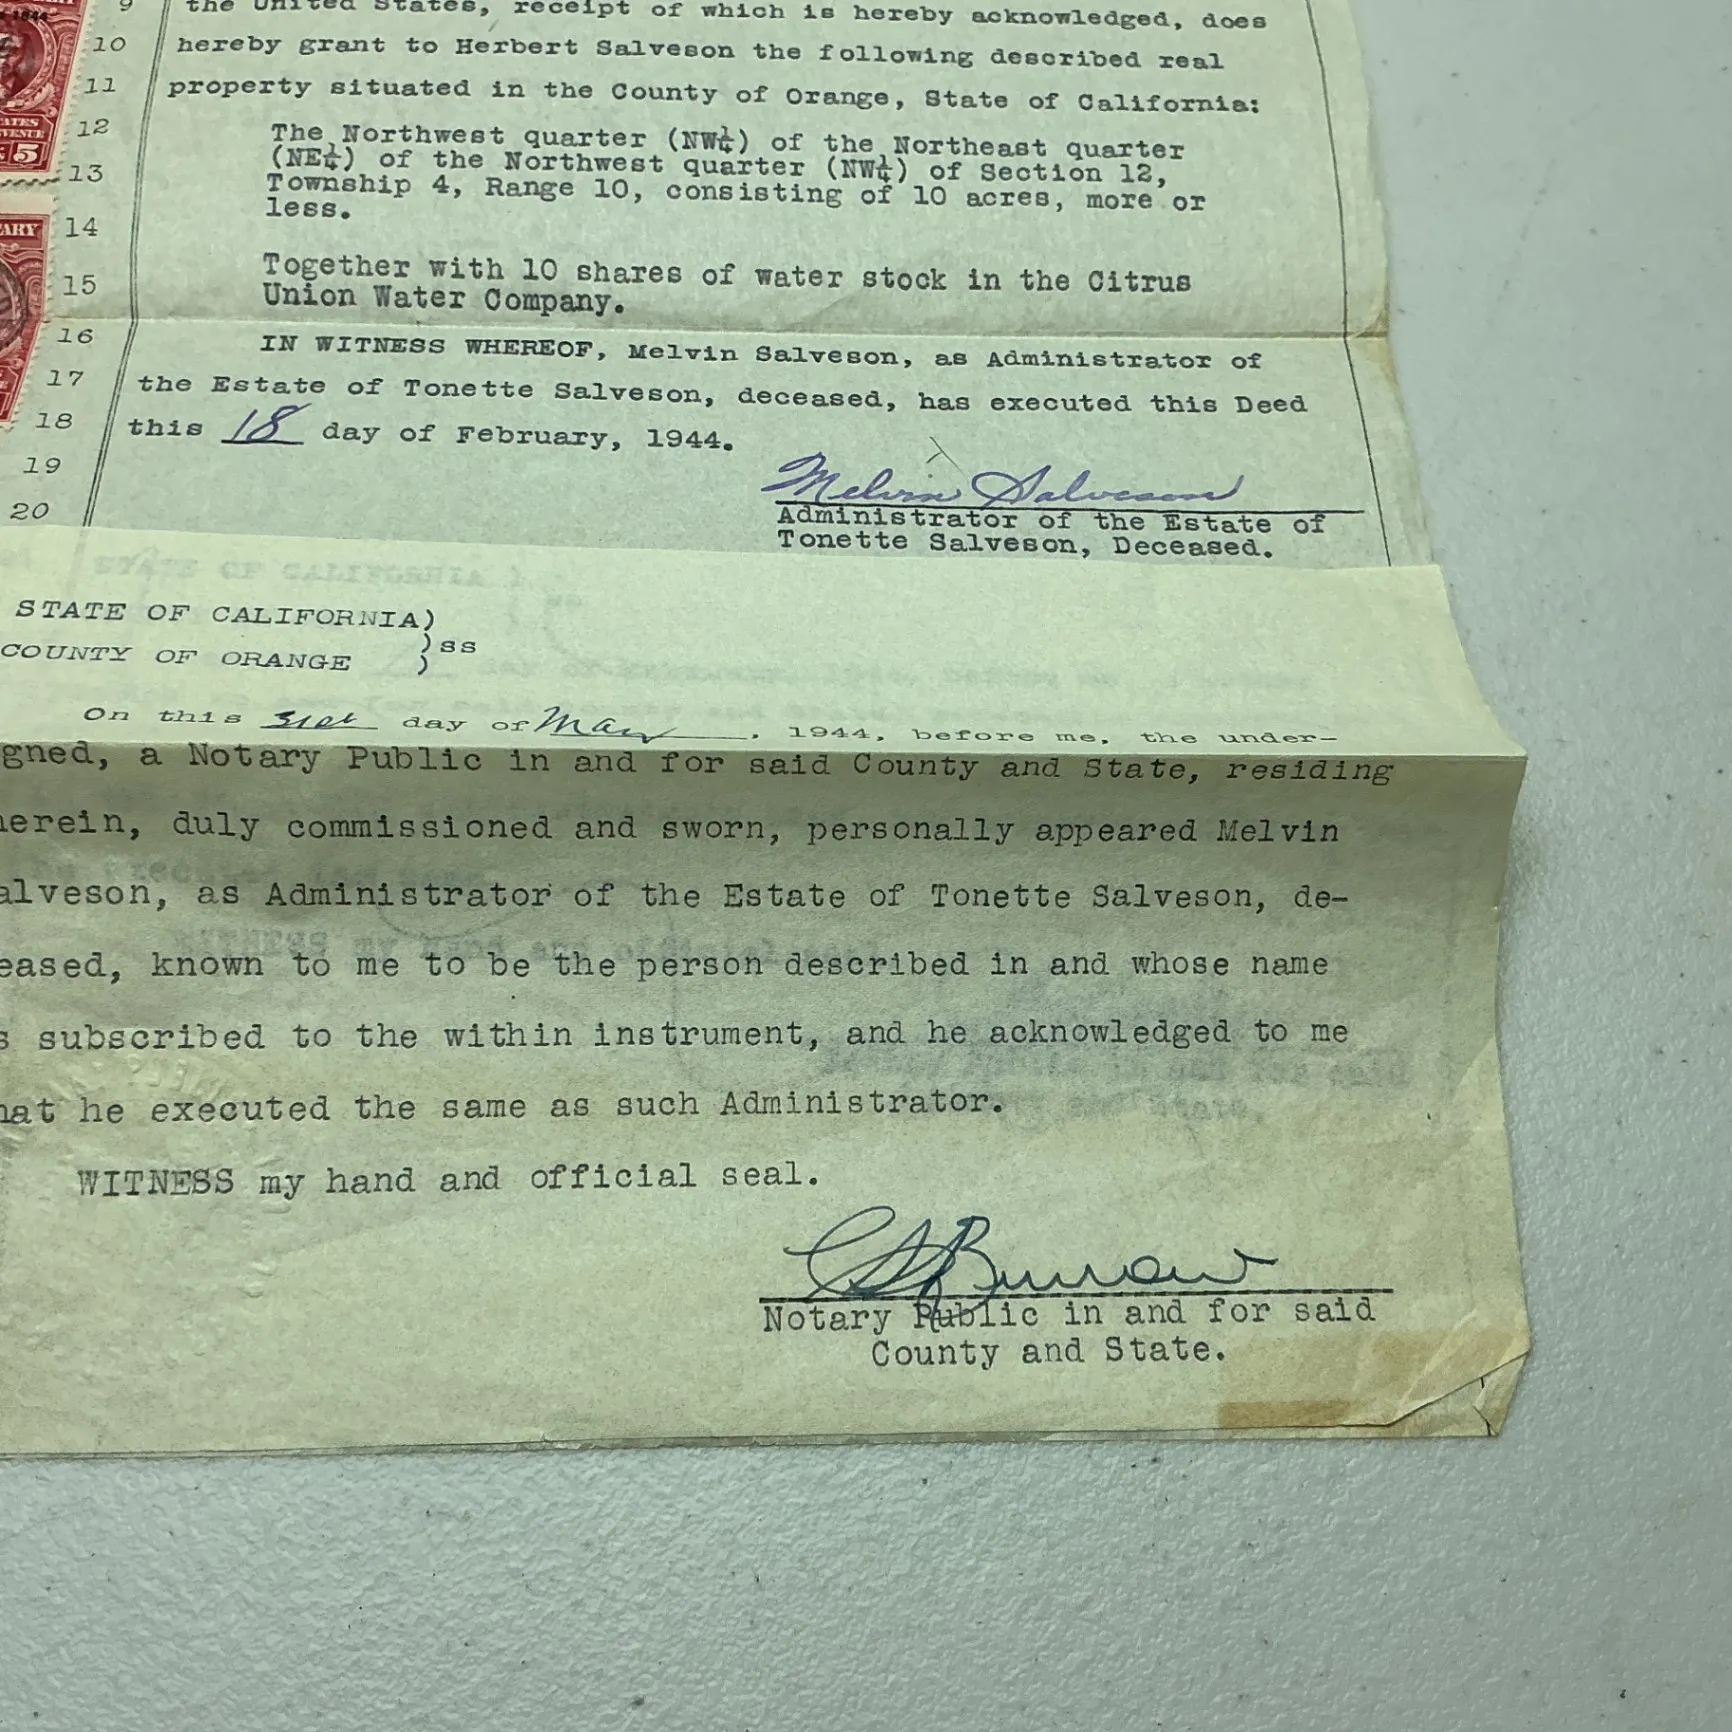 9 the United States, receipt of which is hereby acknowledged, does
10 hereby grant to Herbert Salveson the following described real
11 property situated in the County of Orange, State of California:
12 The Northwest quarter (NW¼) of the Northeast quarter
(NE¼) of the Northwest quarter (NW¼) of Section 12,
13 Township 4, Range 10, consisting of 10 acres, more or
less.
14
15 Together with 10 shares of water stock in the Citrus
Union Water Company.
16 IN WITNESS WHEREOF, Melvin Salveson, as Administrator of
17 the Estate of Tonette Salveson, deceased, has executed this Deed
18 this 18 day of February, 1944.
19 Melvin Salveson
20 Administrator of the Estate of
Tonette Salveson, Deceased.
STATE OF CALIFORNIA)
)ss
COUNTY OF ORANGE )
On this 31st day of May, 1944, before me, the under-
gned, a Notary Public in and for said County and State, residing
herein, duly commissioned and sworn, personally appeared Melvin
alveson, as Administrator of the Estate of Tonette Salveson, de-
eased, known to me to be the person described in and whose name
s subscribed to the within instrument, and he acknowledged to me
hat he executed the same as such Administrator.
WITNESS my hand and official seal.
Notary Public in and for said
County and State.
5